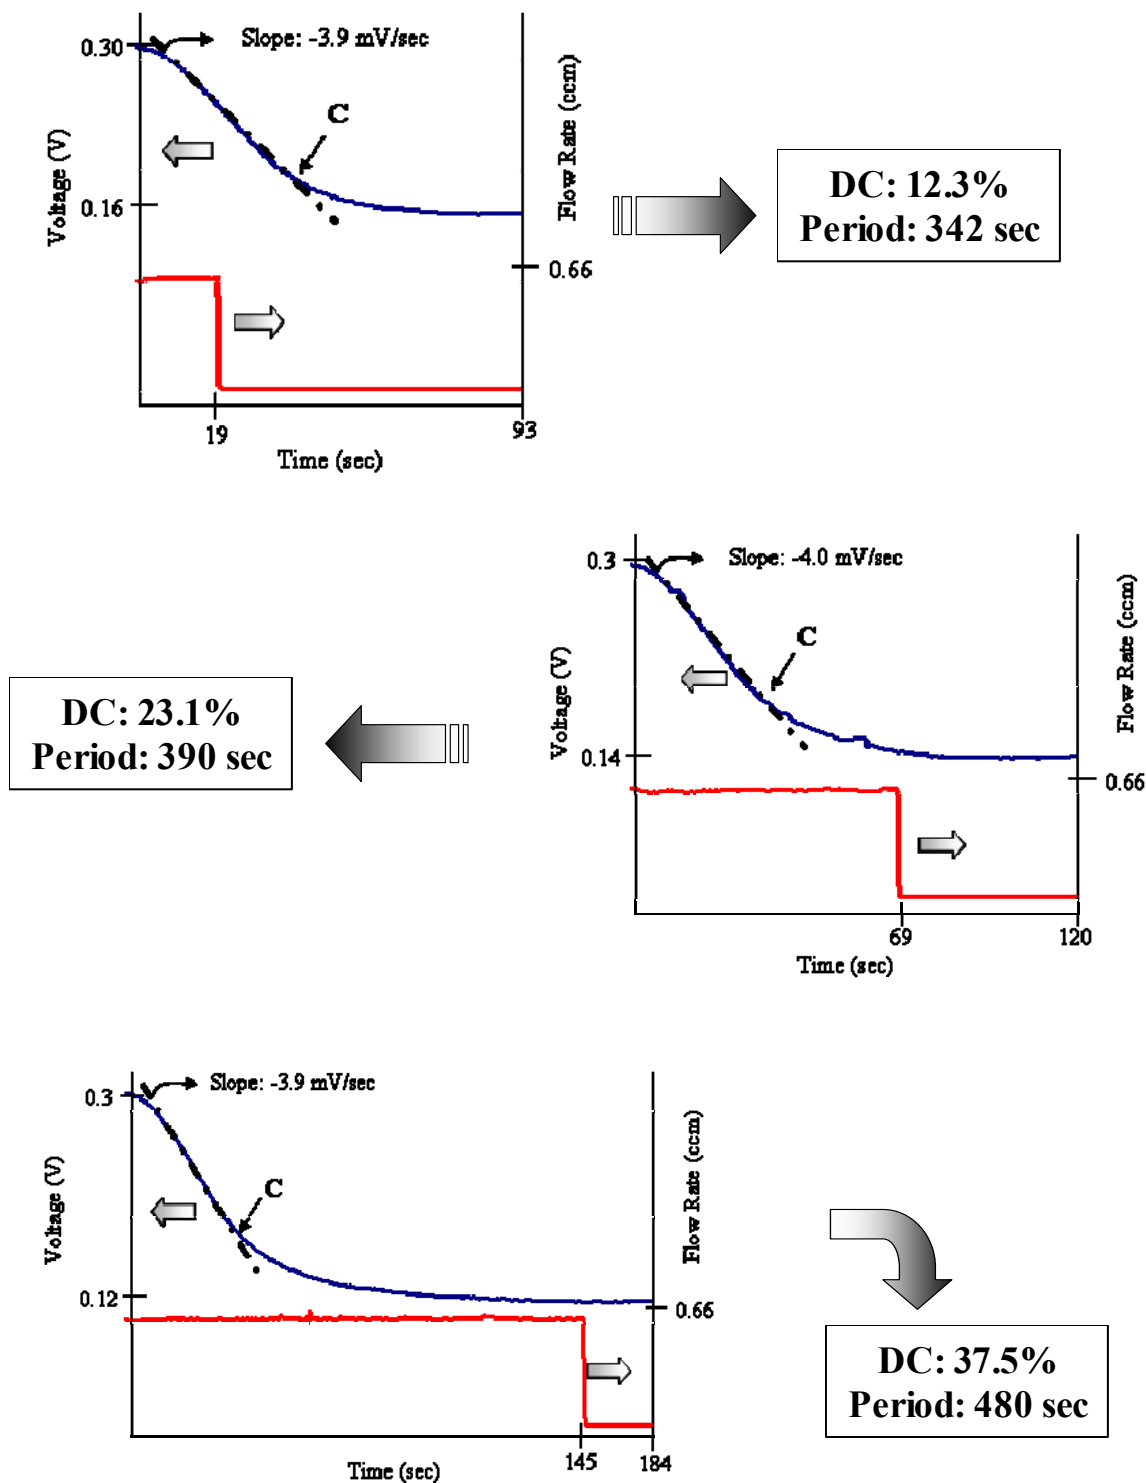 Slope: -3.9 mV/sec
0.30
C
0.16
Voltage (V)
Flow Rate (ccm)
0.66
19
93
Time (sec)
DC: 12.3%
Period: 342 sec
Slope: -4.0 mV/sec
0.3
C
0.14
Voltage (V)
Flow Rate (ccm)
0.66
69
120
Time (sec)
DC: 23.1%
Period: 390 sec
Slope: -3.9 mV/sec
0.3
C
0.12
Voltage (V)
Flow Rate (ccm)
0.66
145
184
Time (sec)
DC: 37.5%
Period: 480 sec